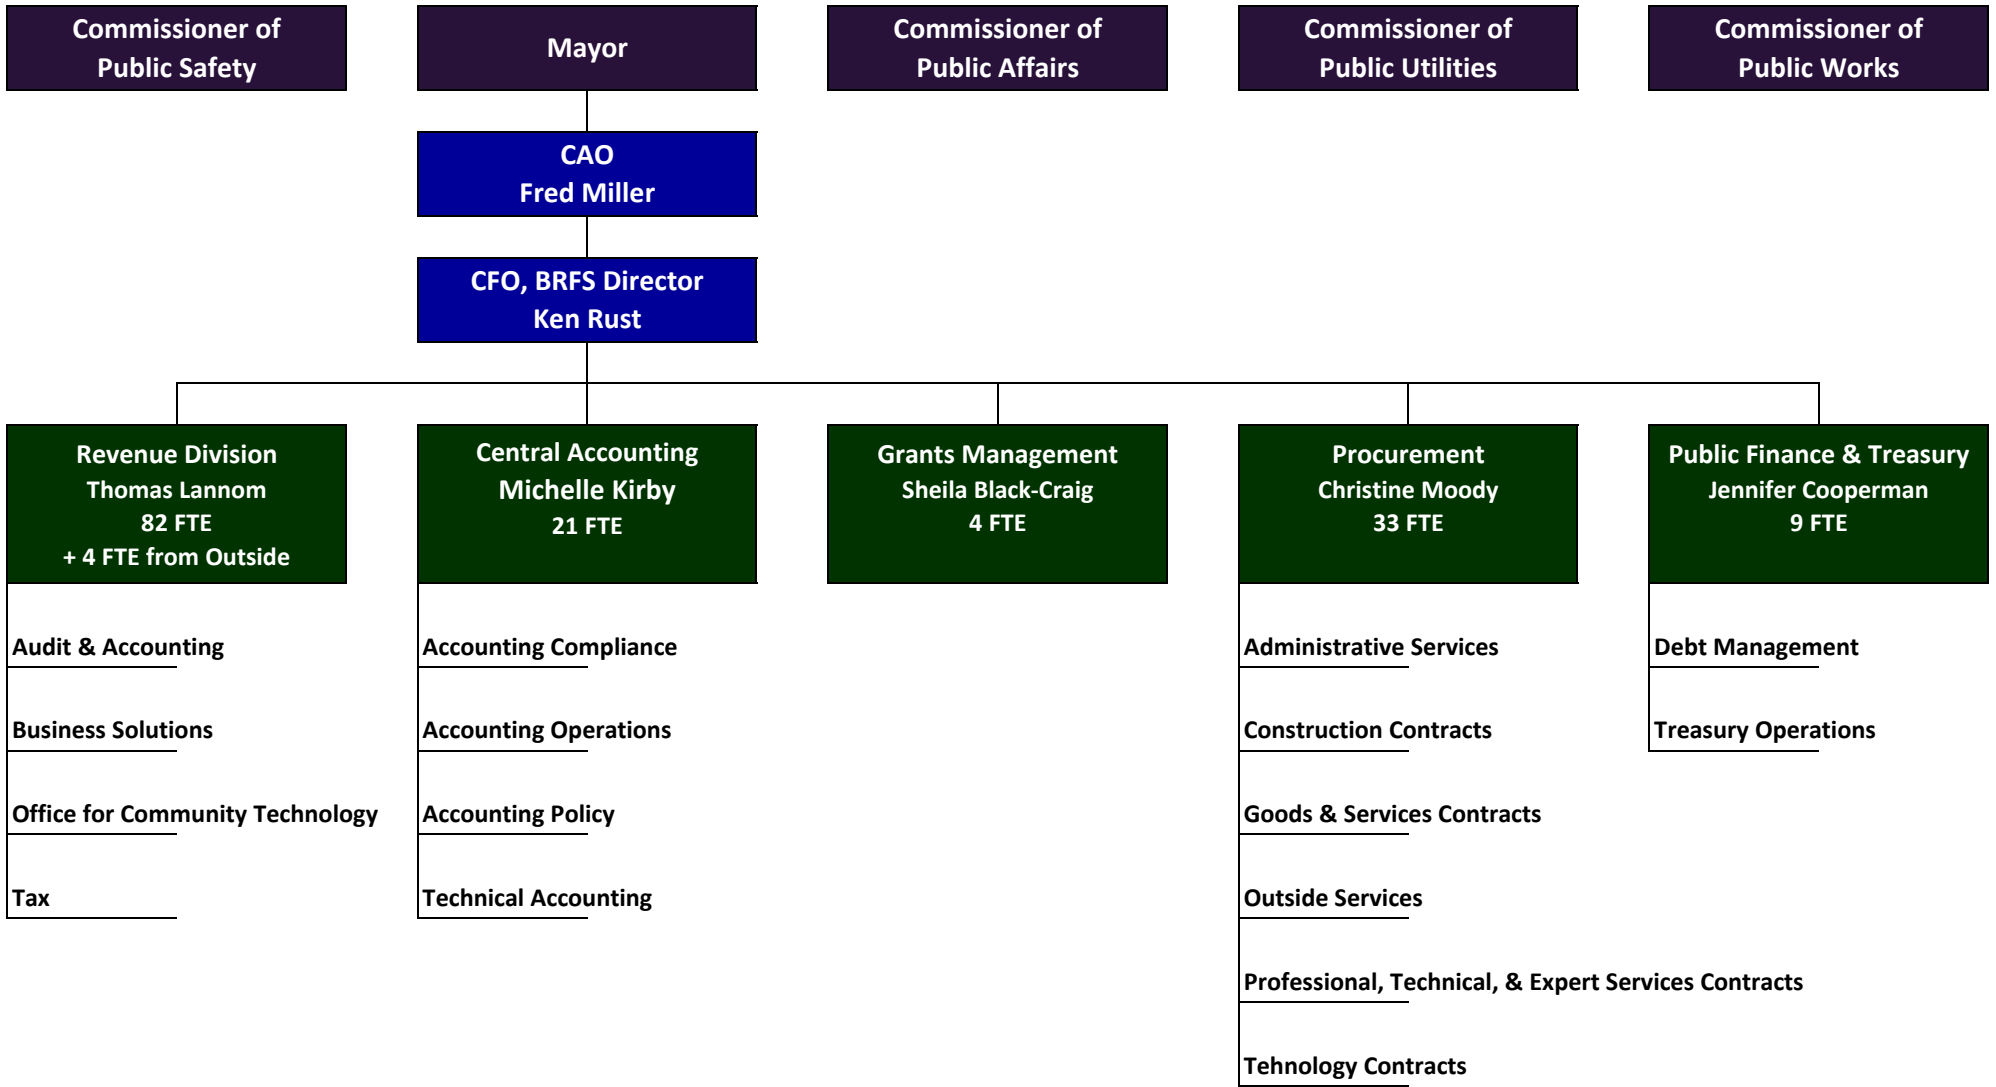 Commissioner of
Public Safety
Mayor
Commissioner of
Public Affairs
Commissioner of
Public Utilities
Commissioner of
Public Works
CAO
Fred Miller
CFO, BRFS Director
Ken Rust
Revenue Division
Thomas Lannom
82 FTE
+ 4 FTE from Outside
Central Accounting
Michelle Kirby
21 FTE
Grants Management
Sheila Black-Craig
4 FTE
Procurement
Christine Moody
33 FTE
Public Finance & Treasury
Jennifer Cooperman
9 FTE
Audit & Accounting
Business Solutions
Office for Community Technology
Tax
Accounting Compliance
Accounting Operations
Accounting Policy
Technical Accounting
Administrative Services
Construction Contracts
Goods & Services Contracts
Outside Services
Professional, Technical, & Expert Services Contracts
Tehnology Contracts
Debt Management
Treasury Operations